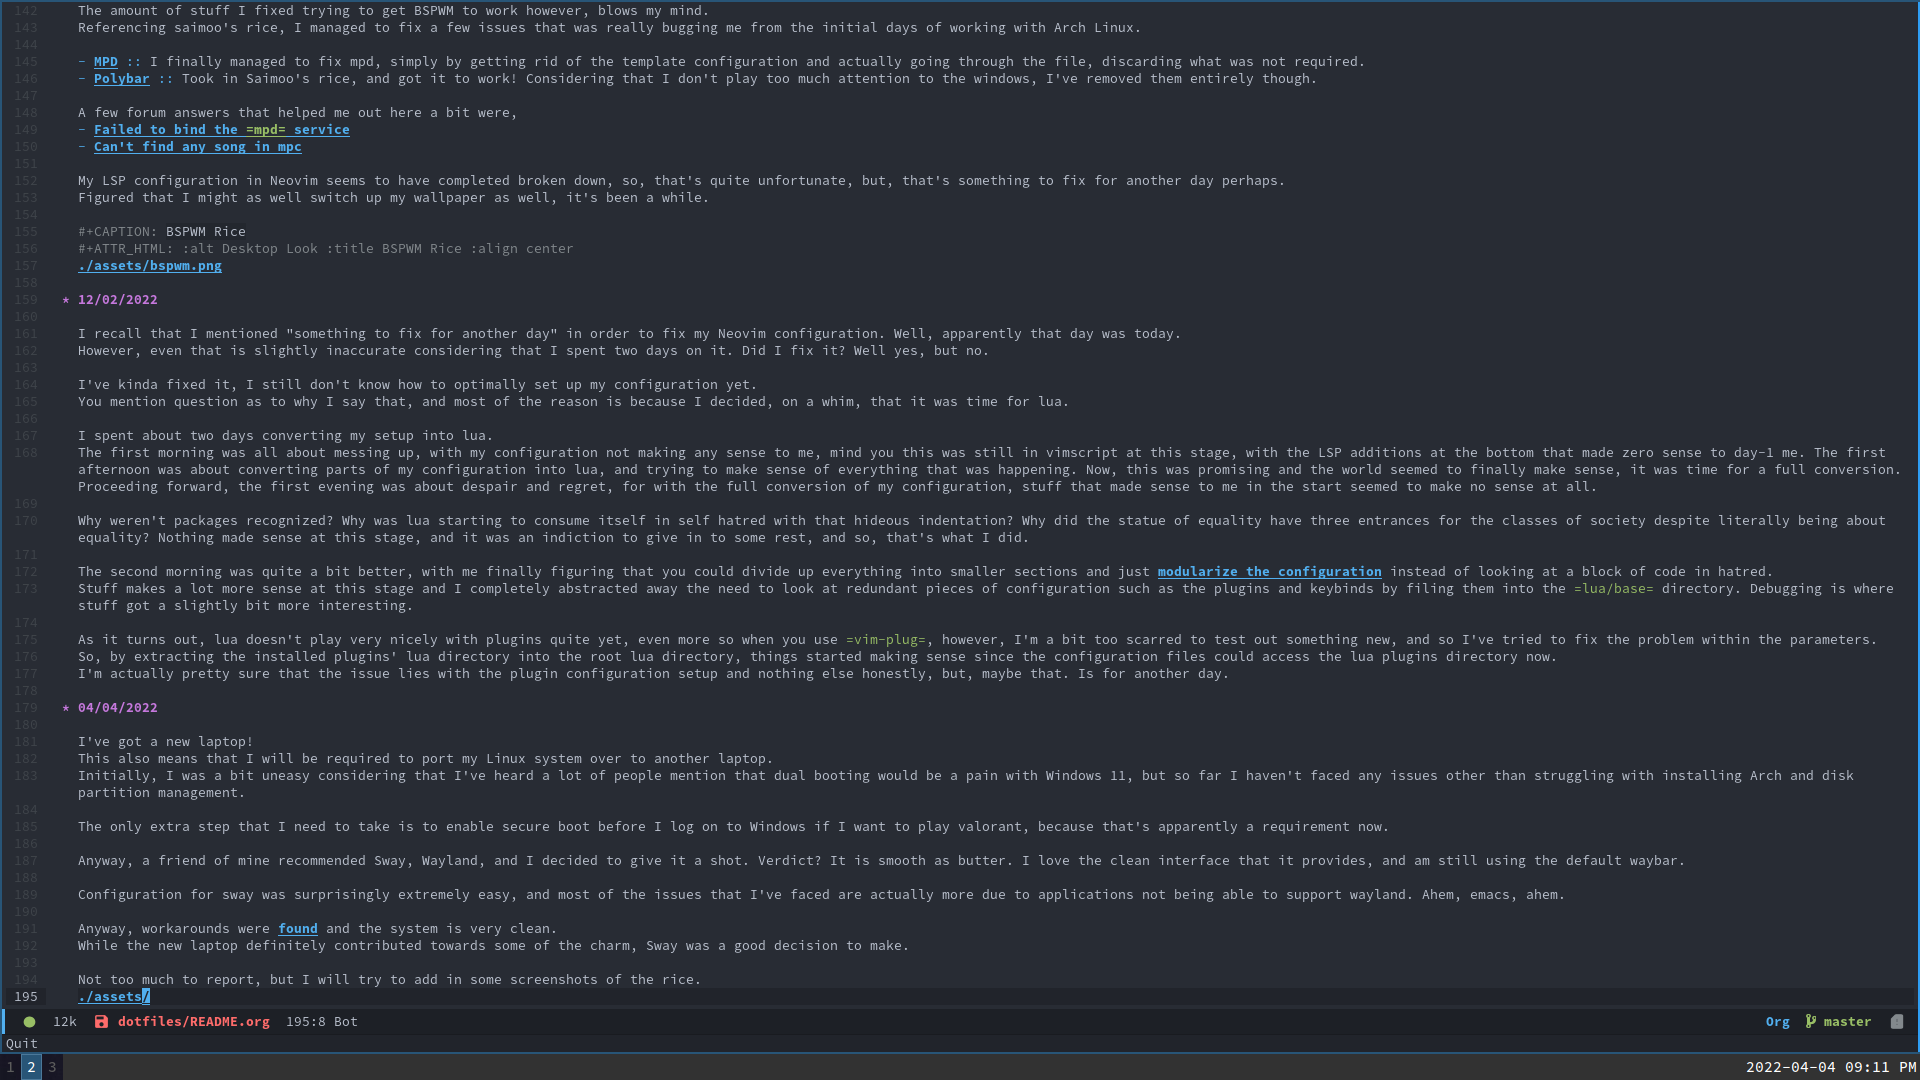 142 The amount of stuff I fixed trying to get BSPWM to work however, blows my mind.
143 Referencing saimoo's rice, I managed to fix a few issues that was really bugging me from the initial days of working with Arch Linux.
144
145 - MPD :: I finally managed to fix mpd, simply by getting rid of the template configuration and actually going through the file, discarding what was not required.
146 - Polybar :: Took in Saimoo's rice, and got it to work! Considering that I don't play too much attention to the windows, I've removed them entirely though.
147
148 A few forum answers that helped me out here a bit were,
149 - Failed to bind the =mpd= service
150 - Can't find any song in mpc
151
152 My LSP configuration in Neovim seems to have completed broken down, so, that's quite unfortunate, but, that's something to fix for another day perhaps.
153 Figured that I might as well switch up my wallpaper as well, it's been a while.
154
155 #+CAPTION: BSPWM Rice
156 #+ATTR_HTML: :alt Desktop Look :title BSPWM Rice :align center
157 ./assets/bspwm.png
158
159 * 12/02/2022
160
161 I recall that I mentioned "something to fix for another day" in order to fix my Neovim configuration. Well, apparently that day was today.
162 However, even that is slightly inaccurate considering that I spent two days on it. Did I fix it? Well yes, but no.
163
164 I've kinda fixed it, I still don't know how to optimally set up my configuration yet.
165 You mention question as to why I say that, and most of the reason is because I decided, on a whim, that it was time for lua.
166
167 I spent about two days converting my setup into lua.
168 The first morning was all about messing up, with my configuration not making any sense to me, mind you this was still in vimscript at this stage, with the LSP additions at the bottom that made zero sense to day-1 me. The first
afternoon was about converting parts of my configuration into lua, and trying to make sense of everything that was happening. Now, this was promising and the world seemed to finally make sense, it was time for a full conversion.
Proceeding forward, the first evening was about despair and regret, for with the full conversion of my configuration, stuff that made sense to me in the start seemed to make no sense at all.
169
170 Why weren't packages recognized? Why was lua starting to consume itself in self hatred with that hideous indentation? Why did the statue of equality have three entrances for the classes of society despite literally being about
equality? Nothing made sense at this stage, and it was an indiction to give in to some rest, and so, that's what I did.
171
172 The second morning was quite a bit better, with me finally figuring that you could divide up everything into smaller sections and just modularize the configuration instead of looking at a block of code in hatred.
173 Stuff makes a lot more sense at this stage and I completely abstracted away the need to look at redundant pieces of configuration such as the plugins and keybinds by filing them into the =lua/base= directory. Debugging is where
stuff got a slightly bit more interesting.
174
175 As it turns out, lua doesn't play very nicely with plugins quite yet, even more so when you use =vim-plug=, however, I'm a bit too scarred to test out something new, and so I've tried to fix the problem within the parameters.
176 So, by extracting the installed plugins' lua directory into the root lua directory, things started making sense since the configuration files could access the lua plugins directory now.
177 I'm actually pretty sure that the issue lies with the plugin configuration setup and nothing else honestly, but, maybe that. Is for another day.
178
179 * 04/04/2022
180
181 I've got a new laptop!
182 This also means that I will be required to port my Linux system over to another laptop.
183 Initially, I was a bit uneasy considering that I've heard a lot of people mention that dual booting would be a pain with Windows 11, but so far I haven't faced any issues other than struggling with installing Arch and disk
partition management.
184
185 The only extra step that I need to take is to enable secure boot before I log on to Windows if I want to play valorant, because that's apparently a requirement now.
186
187 Anyway, a friend of mine recommended Sway, Wayland, and I decided to give it a shot. Verdict? It is smooth as butter. I love the clean interface that it provides, and am still using the default waybar.
188
189 Configuration for sway was surprisingly extremely easy, and most of the issues that I've faced are actually more due to applications not being able to support wayland. Ahem, emacs, ahem.
190
191 Anyway, workarounds were found and the system is very clean.
192 While the new laptop definitely contributed towards some of the charm, Sway was a good decision to make.
193
194 Not too much to report, but I will try to add in some screenshots of the rice.
195 ./assets/
12k dotfiles/README.org 195:8 Bot Org master
Quit
1 2 3 2022-04-04 09:11 PM